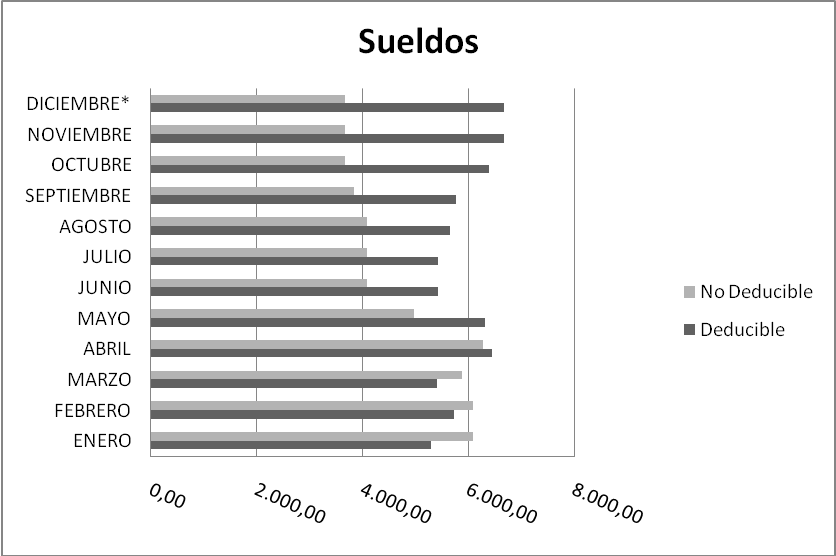 Sueldos
DICIEMBRE*
NOVIEMBRE
OCTUBRE
SEPTIEMBRE
AGOSTO
JULIO
JUNIO
MAYO
ABRIL
MARZO
FEBRERO
ENERO
No Deducible
Deducible
0,00 2.000,00 4.000,00 6.000,00 8.000,00